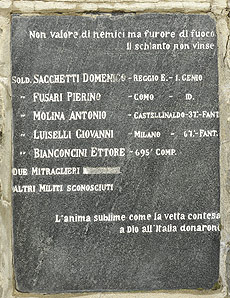 Non valore di nemici ma furore di fuoco
il schianto non vinse
Sold. Sacchetti Domenico - Reggio E. - 1. Genio
" Fusari Pierino - Como - id.
" Molina Antonio - Castellinaldo - 37.ª - Fant.
" Luiselli Giovanni - Milano - 67.ª - Fant.
" Bianconcini Ettore - 695ª Comp.
Due Mitraglieri
Altri Militi Sconosciuti
L'anima sublime come la vetta contesa
a Dio all'Italia donarono